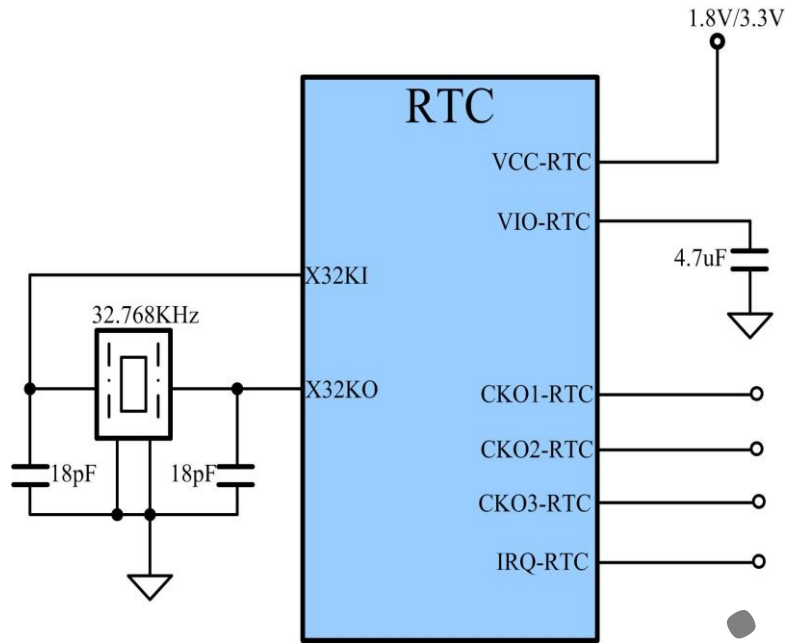 1.8V/3.3V
RTC
VCC-RTC
VIO-RTC
4.7uF
X32KI
32.768KHz
X32KO
CKO1-RTC
CKO2-RTC
18pF
18pF
CKO3-RTC
IRQ-RTC